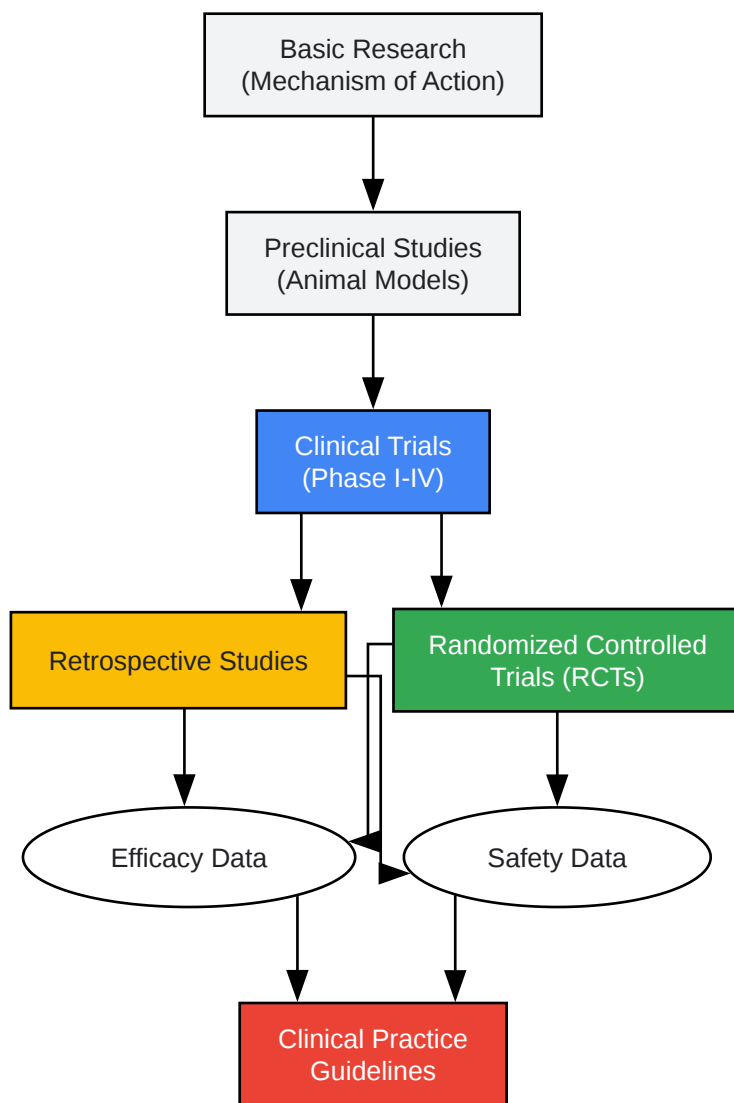 Basic Research
(Mechanism of Action)
Preclinical Studies
(Animal Models)
Clinical Trials
(Phase I-IV)
Retrospective Studies
Randomized Controlled
Trials (RCTs)
Efficacy Data
Safety Data
Clinical Practice
Guidelines